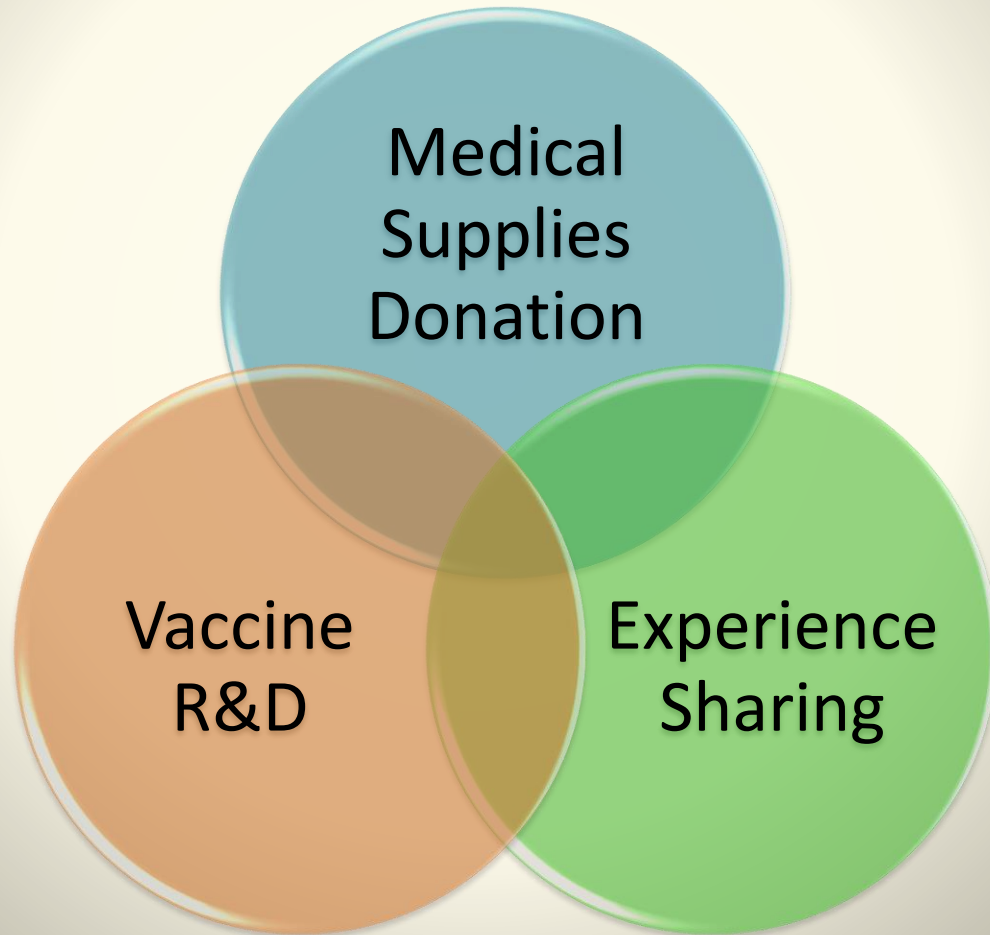 Medical
Supplies
Donation
Vaccine
R&D
Experience
Sharing